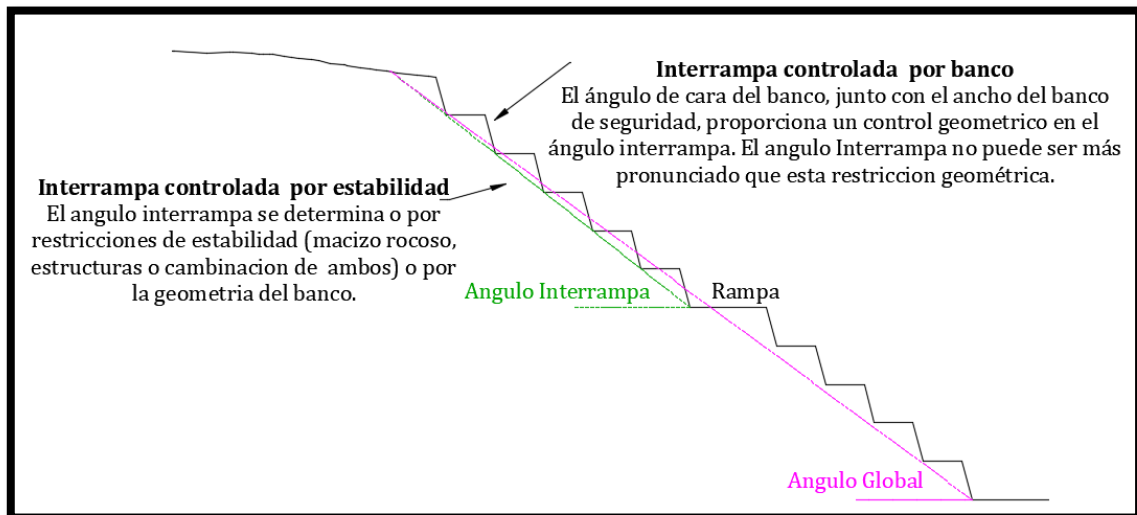 Interrampa controlada por banco
El ángulo de cara del banco, junto con el ancho del banco
de seguridad, proporciona un control geometrico en el
ángulo interrampa. El angulo Interrampa no puede ser más
pronunciado que esta restriccion geométrica.
Interrampa controlada por estabilidad
El angulo interrampa se determina o por
restricciones de estabilidad (macizo rocoso,
estructuras o cambinacion de ambos) o por
la geometria del banco.
Angulo Interrampa
Rampa
Angulo Global